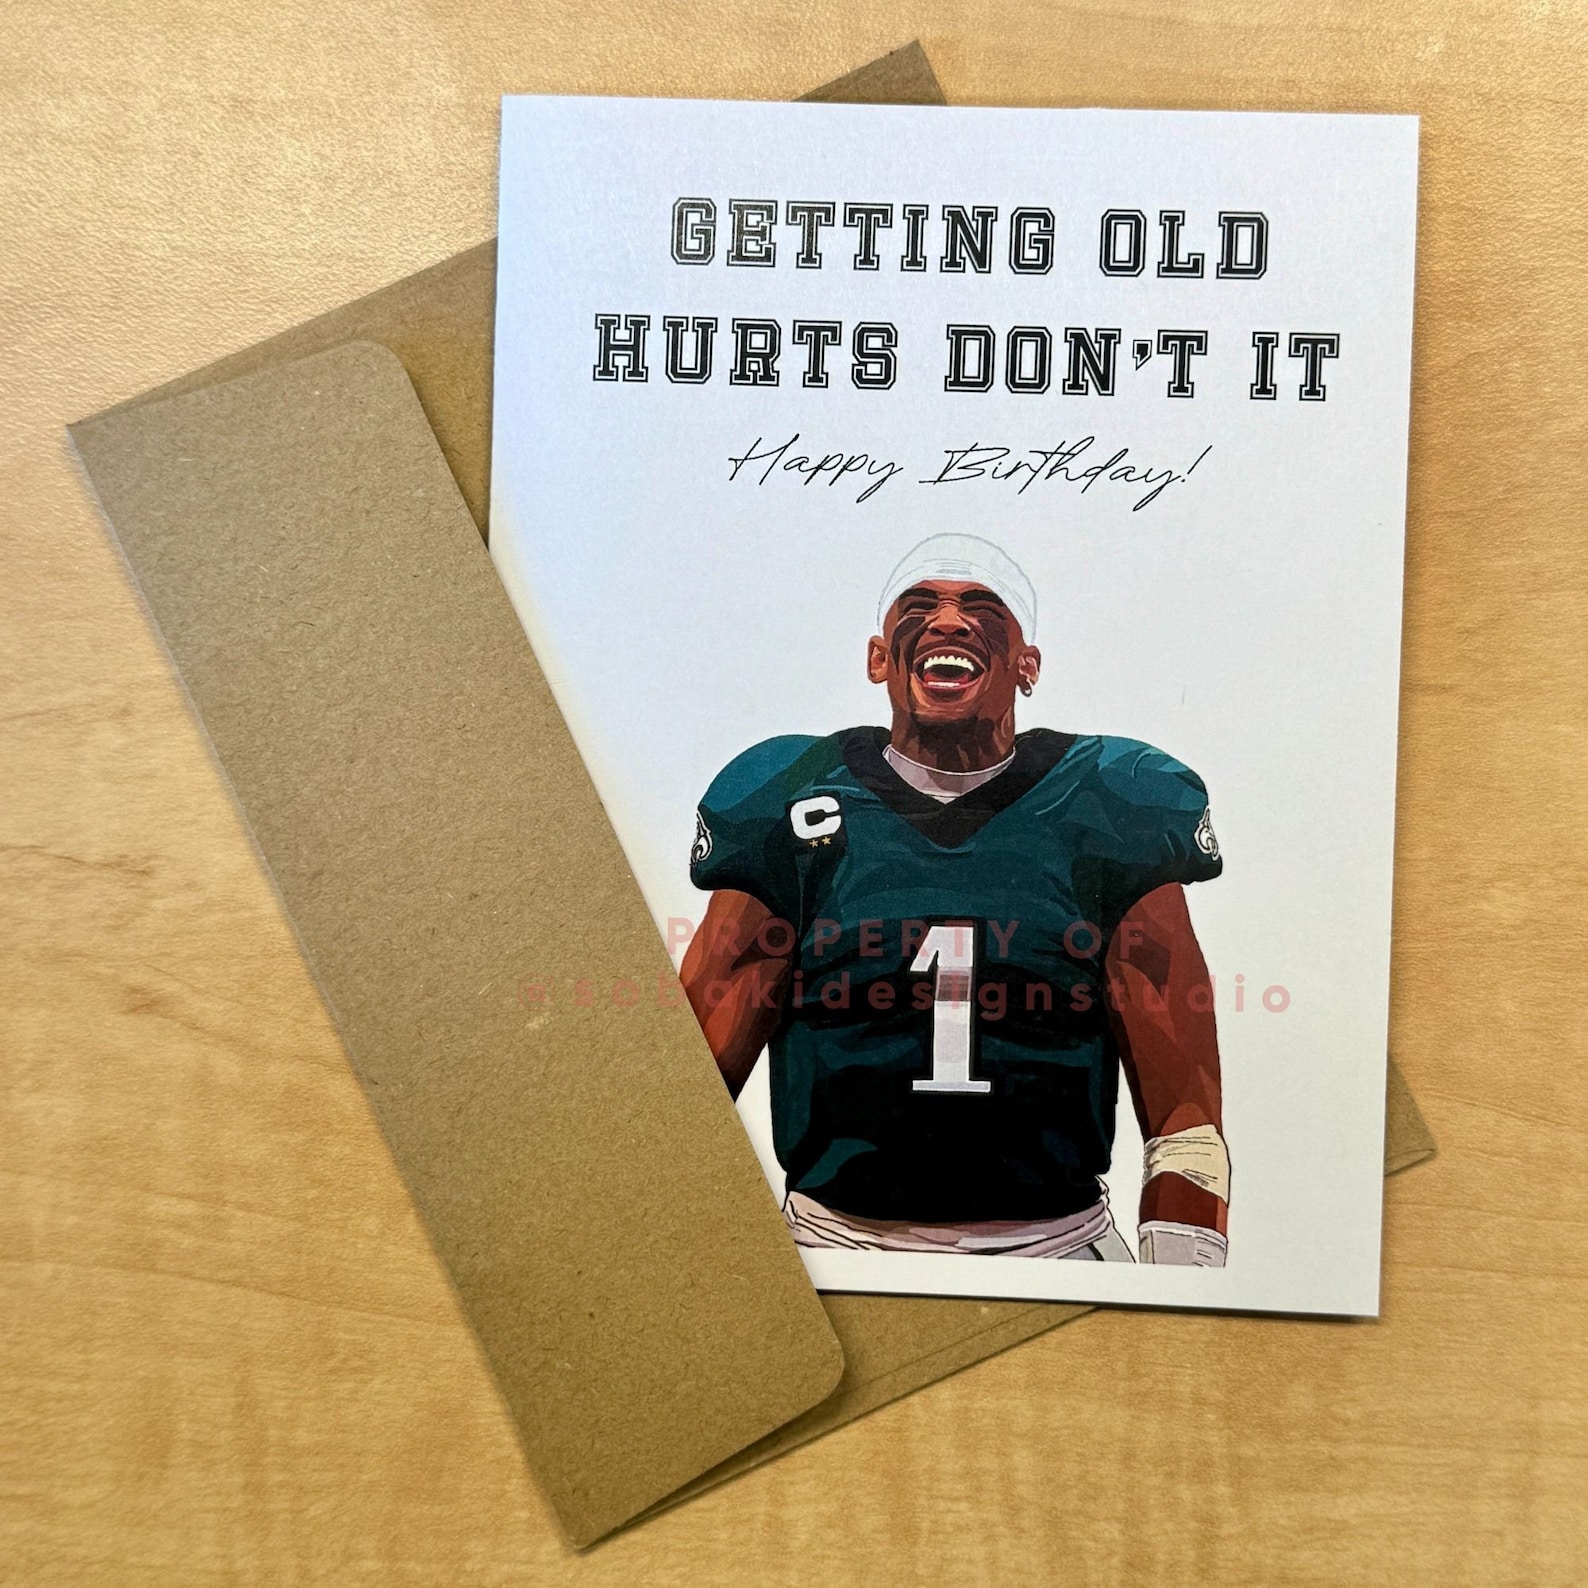 GETTING OLD
HURTS DON'T IT
Happy Birthday!
C
1
PROPERTY OF
@sobakidesignstudio